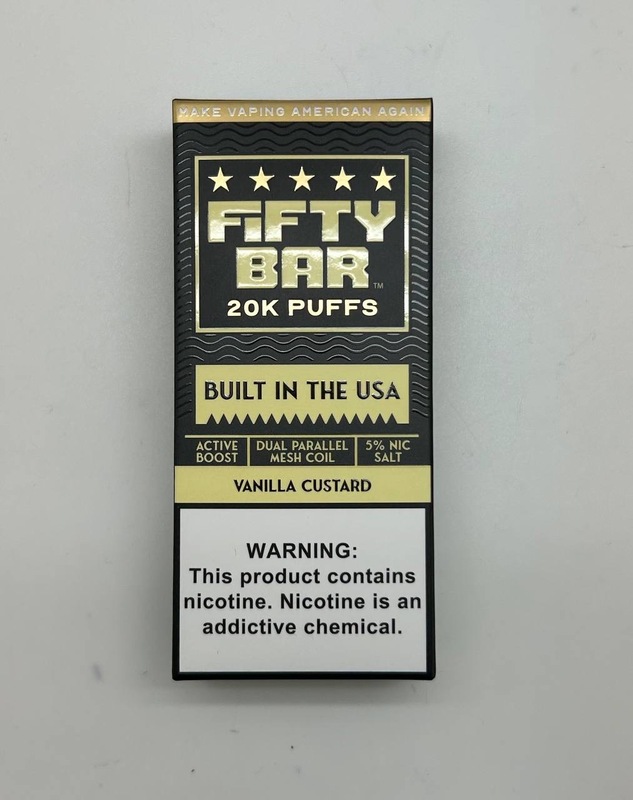 MAKE VAPING AMERICAN AGAIN
FiFTY
BAR™
20K PUFFS
BUILT IN THE USA
ACTIVE BOOST
DUAL PARALLEL MESH COIL
5% NIC SALT
VANILLA CUSTARD
WARNING:
This product contains
nicotine. Nicotine is an
addictive chemical.